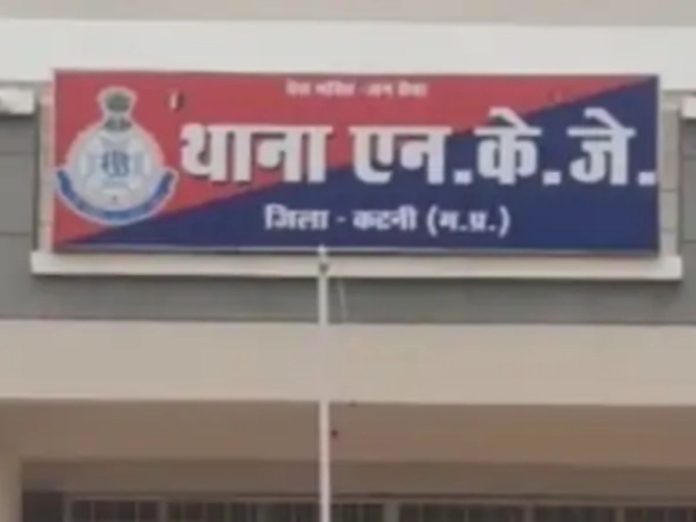 देश भक्ति - जन सेवा
थाना एन.के.जे.
जिला - कटनी (म.प्र.)